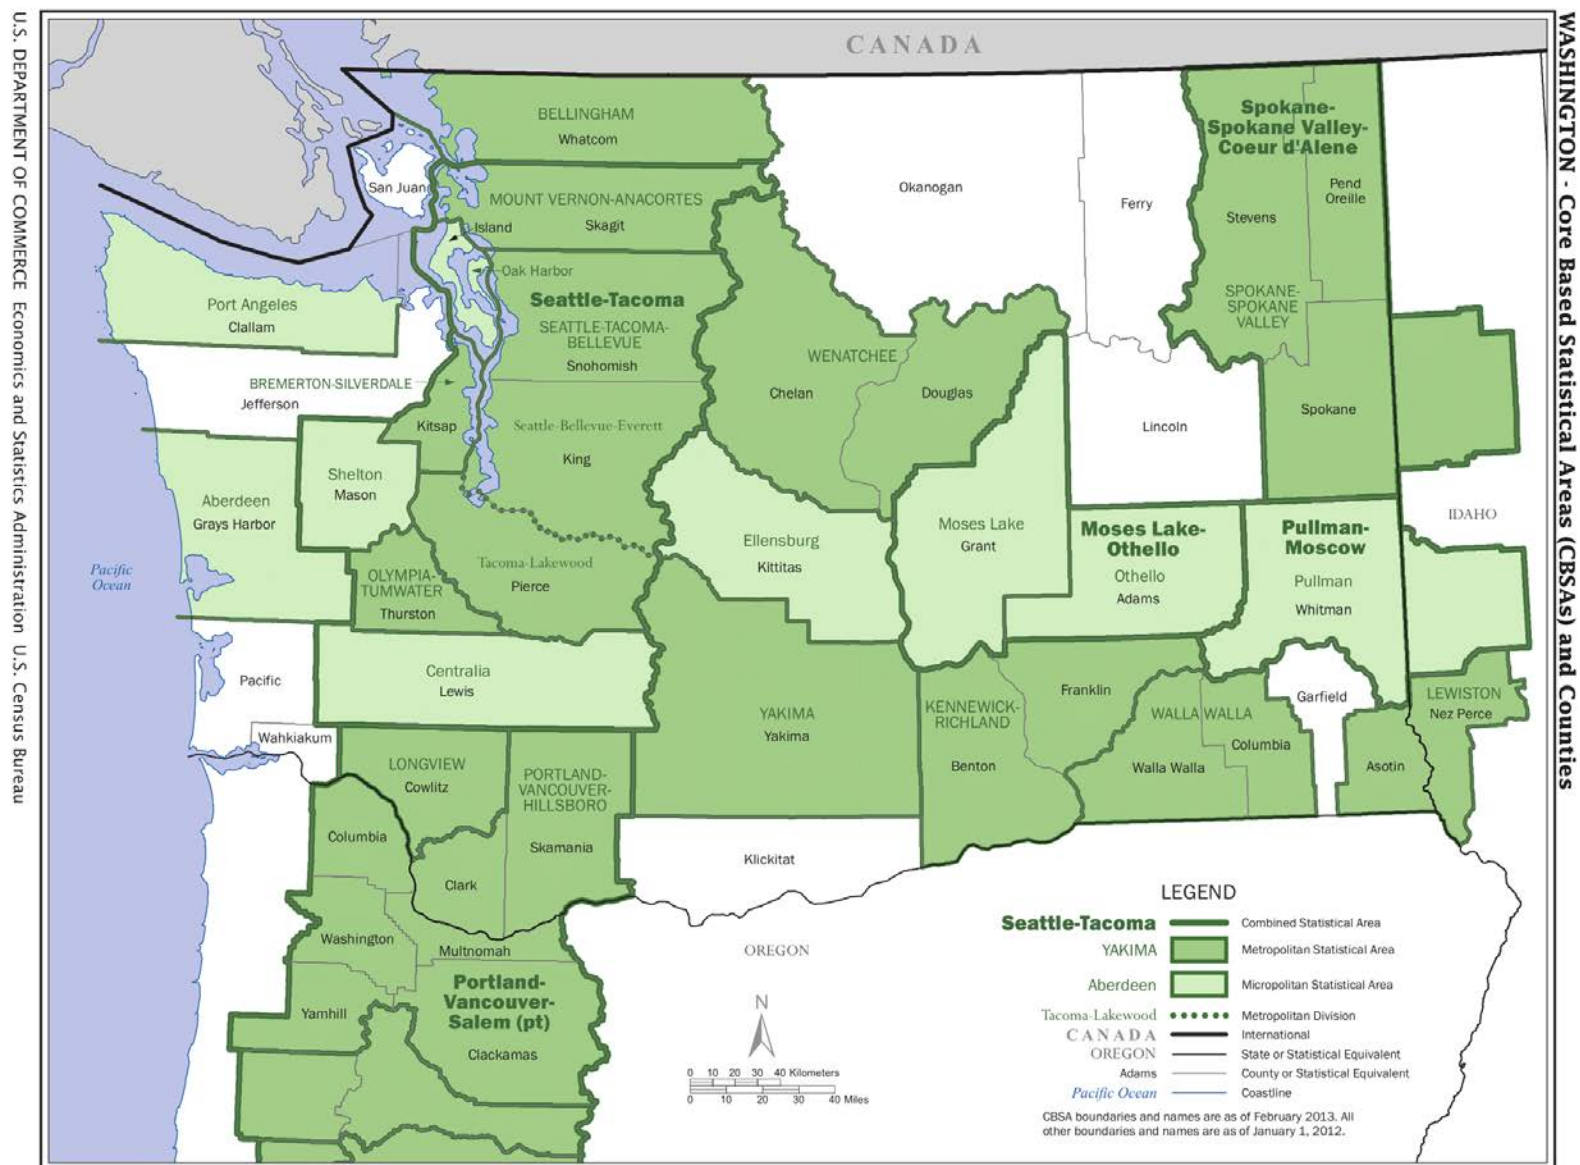 WASHINGTON - Core Based Statistical Areas (CBSAs) and Counties
U.S. DEPARTMENT OF COMMERCE Economics and Statistics Administration U.S. Census Bureau
CANADA
BELLINGHAM
Whatcom
San Juan
MOUNT VERNON-ANACORTES
Skagit
Island
Oak Harbor
Okanogan
Ferry
Spokane-
Spokane Valley-
Coeur d'Alene
Pend
Oreille
Stevens
SPOKANE-
SPOKANE
VALLEY
Port Angeles
Clallam
Seattle-Tacoma
SEATTLE-TACOMA-
BELLEVUE
Snohomish
WENATCHEE
Chelan
Douglas
BREMERTON-SILVERDALE
Jefferson
Kitsap
Seattle-Bellevue-Everett
King
Lincoln
Spokane
Shelton
Mason
Aberdeen
Grays Harbor
IDAHO
Ellensburg
Kittitas
Moses Lake
Grant
Moses Lake-
Othello
Othello
Adams
Pullman-
Moscow
Pullman
Whitman
Pacific
Ocean
OLYMPIA-
TUMWATER
Thurston
Tacoma-Lakewood
Pierce
Pacific
Centralia
Lewis
Wahkiakum
YAKIMA
Yakima
KENNEWICK-
RICHLAND
Benton
Franklin
WALLA WALLA
Walla Walla
Columbia
Garfield
Asotin
LEWISTON
Nez Perce
LONGVIEW
Cowlitz
PORTLAND-
VANCOUVER-
HILLSBORO
Skamania
Columbia
Clark
Klickitat
Washington
Multnomah
OREGON
Portland-
Vancouver-
Salem (pt)
Yamhill
Clackamas
N
0 10 20 30 40 Kilometers
0 10 20 30 40 Miles
LEGEND
Seattle-Tacoma Combined Statistical Area
YAKIMA Metropolitan Statistical Area
Aberdeen Micropolitan Statistical Area
Tacoma-Lakewood Metropolitan Division
CANADA International
OREGON State or Statistical Equivalent
Adams County or Statistical Equivalent
Pacific Ocean Coastline
CBSA boundaries and names are as of February 2013. All
other boundaries and names are as of January 1, 2012.